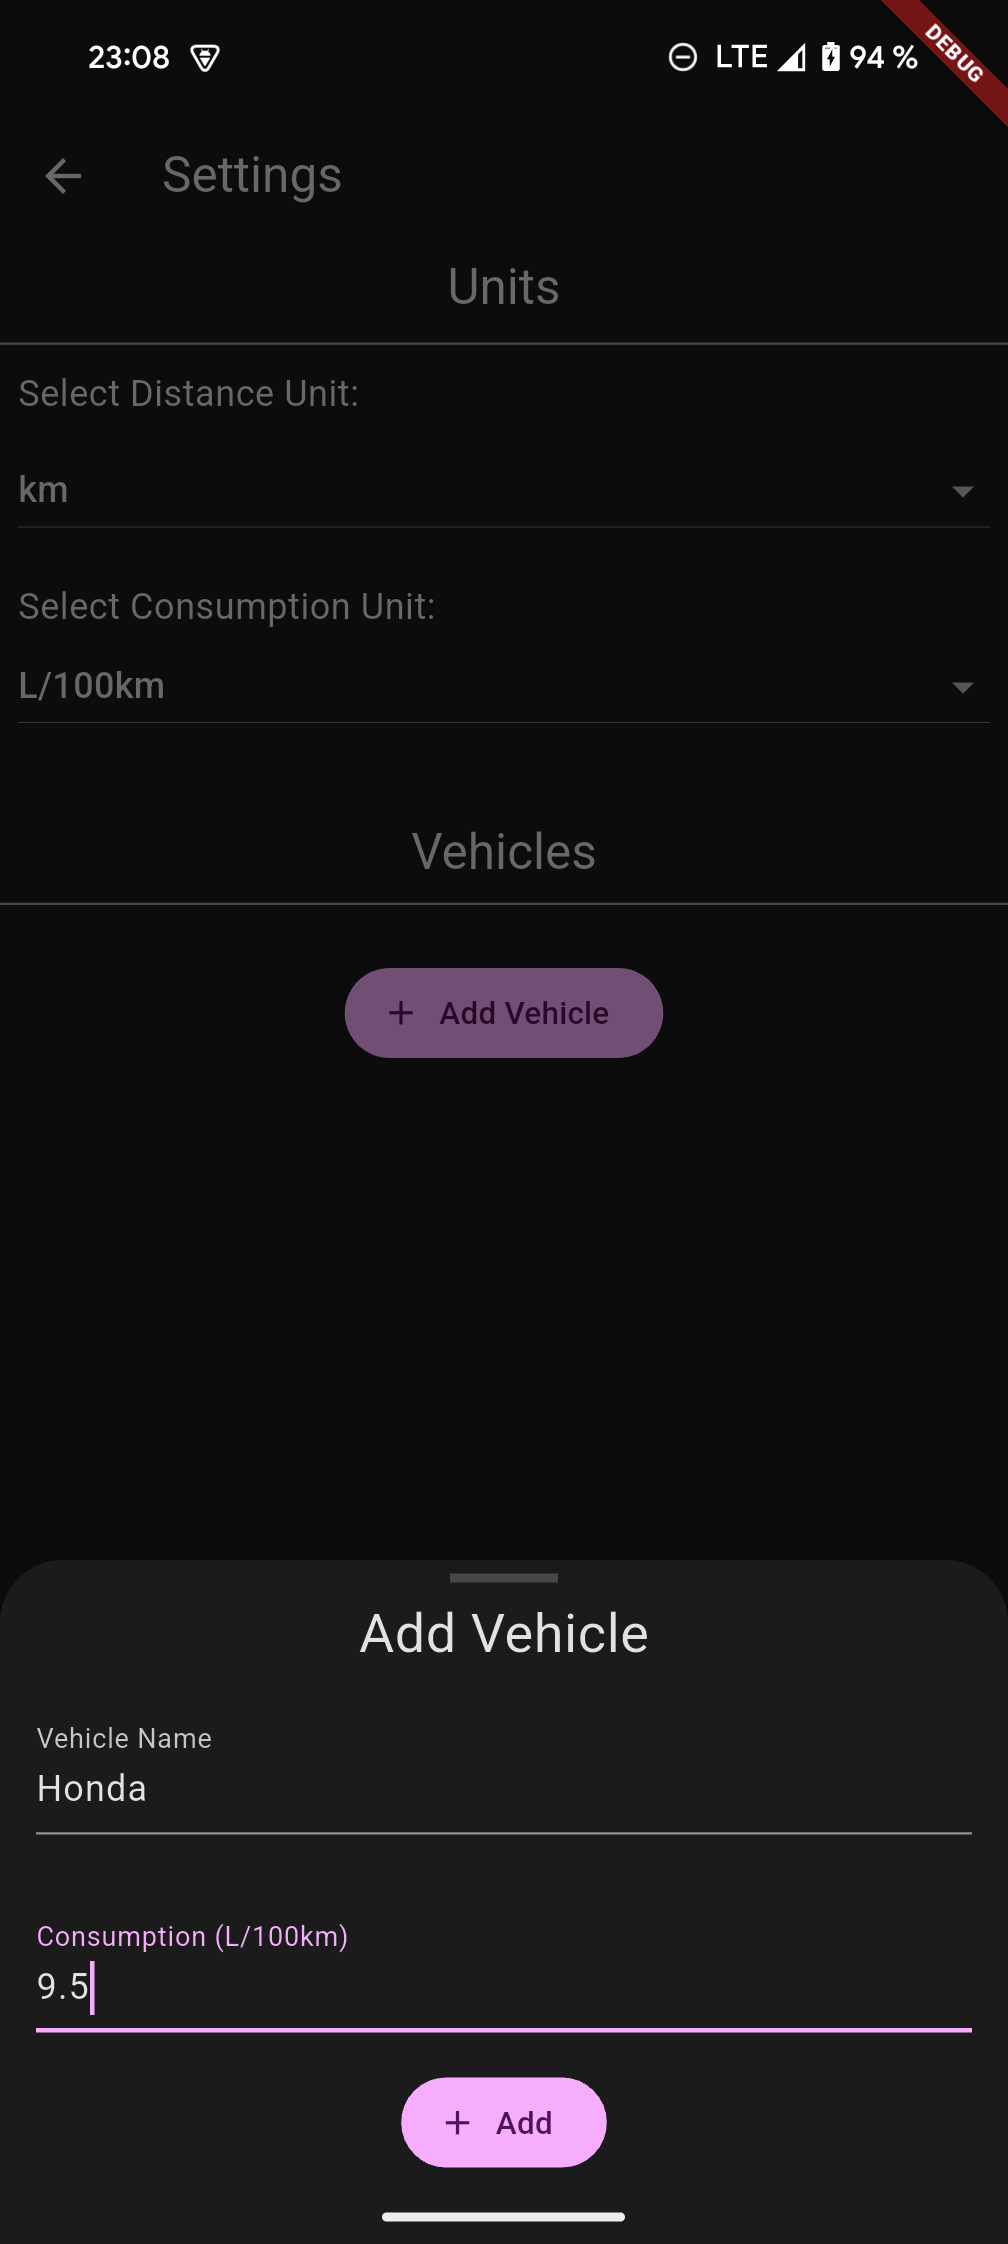 23:08 LTE 94 %
DEBUG
Settings
Units
Select Distance Unit:
km
Select Consumption Unit:
L/100km
Vehicles
Add Vehicle
Add Vehicle
Vehicle Name
Honda
Consumption (L/100km)
9.5
Add